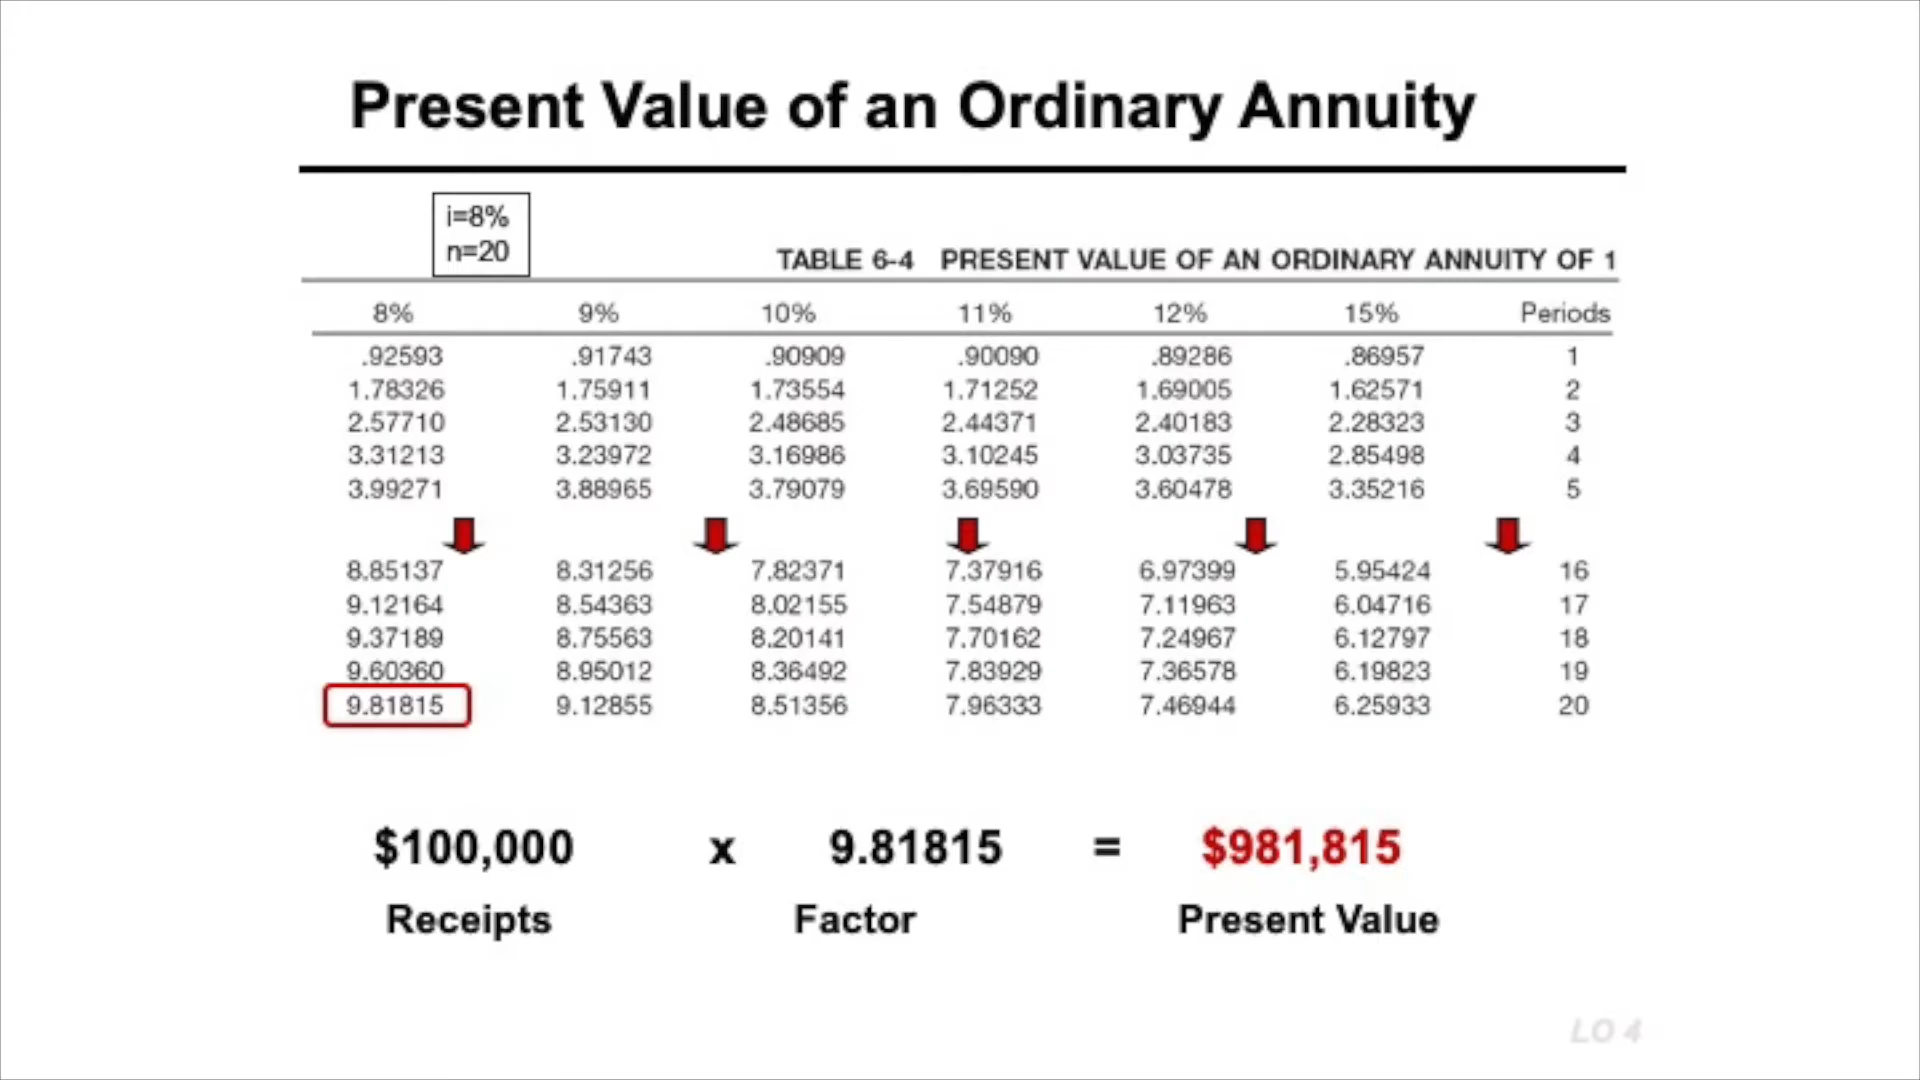 Present Value of an Ordinary Annuity
i=8%
n=20
TABLE 6-4 PRESENT VALUE OF AN ORDINARY ANNUITY OF 1
8% 9% 10% 11% 12% 15% Periods
.92593 .91743 .90909 .90090 .89286 .86957 1
1.78326 1.75911 1.73554 1.71252 1.69005 1.62571 2
2.57710 2.53130 2.48685 2.44371 2.40183 2.28323 3
3.31213 3.23972 3.16986 3.10245 3.03735 2.85498 4
3.99271 3.88965 3.79079 3.69590 3.60478 3.35216 5
8.85137 8.31256 7.82371 7.37916 6.97399 5.95424 16
9.12164 8.54363 8.02155 7.54879 7.11963 6.04716 17
9.37189 8.75563 8.20141 7.70162 7.24967 6.12797 18
9.60360 8.95012 8.36492 7.83929 7.36578 6.19823 19
9.81815 9.12855 8.51356 7.96333 7.46944 6.25933 20
$100,000 x 9.81815 = $981,815
Receipts Factor Present Value
LO 4